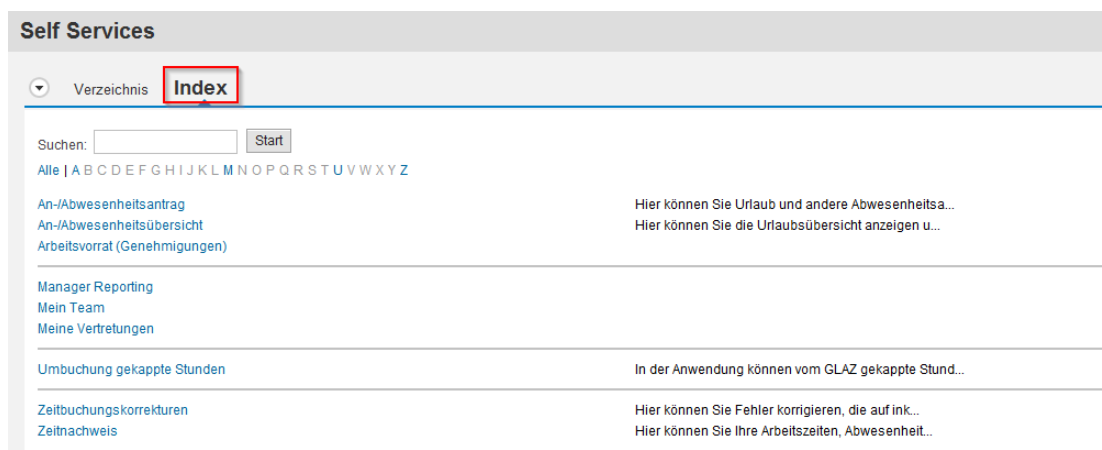 Self Services
Verzeichnis Index
Suchen: Start
Alle | A B C D E F G H I J K L M N O P Q R S T U V W X Y Z
An-/Abwesenheitsantrag Hier können Sie Urlaub und andere Abwesenheitsa...
An-/Abwesenheitsübersicht Hier können Sie die Urlaubsübersicht anzeigen u...
Arbeitsvorrat (Genehmigungen)
Manager Reporting
Mein Team
Meine Vertretungen
Umbuchung gekappte Stunden In der Anwendung können vom GLAZ gekappte Stund...
Zeitbuchungskorrekturen Hier können Sie Fehler korrigieren, die auf ink...
Zeitnachweis Hier können Sie Ihre Arbeitszeiten, Abwesenheit...